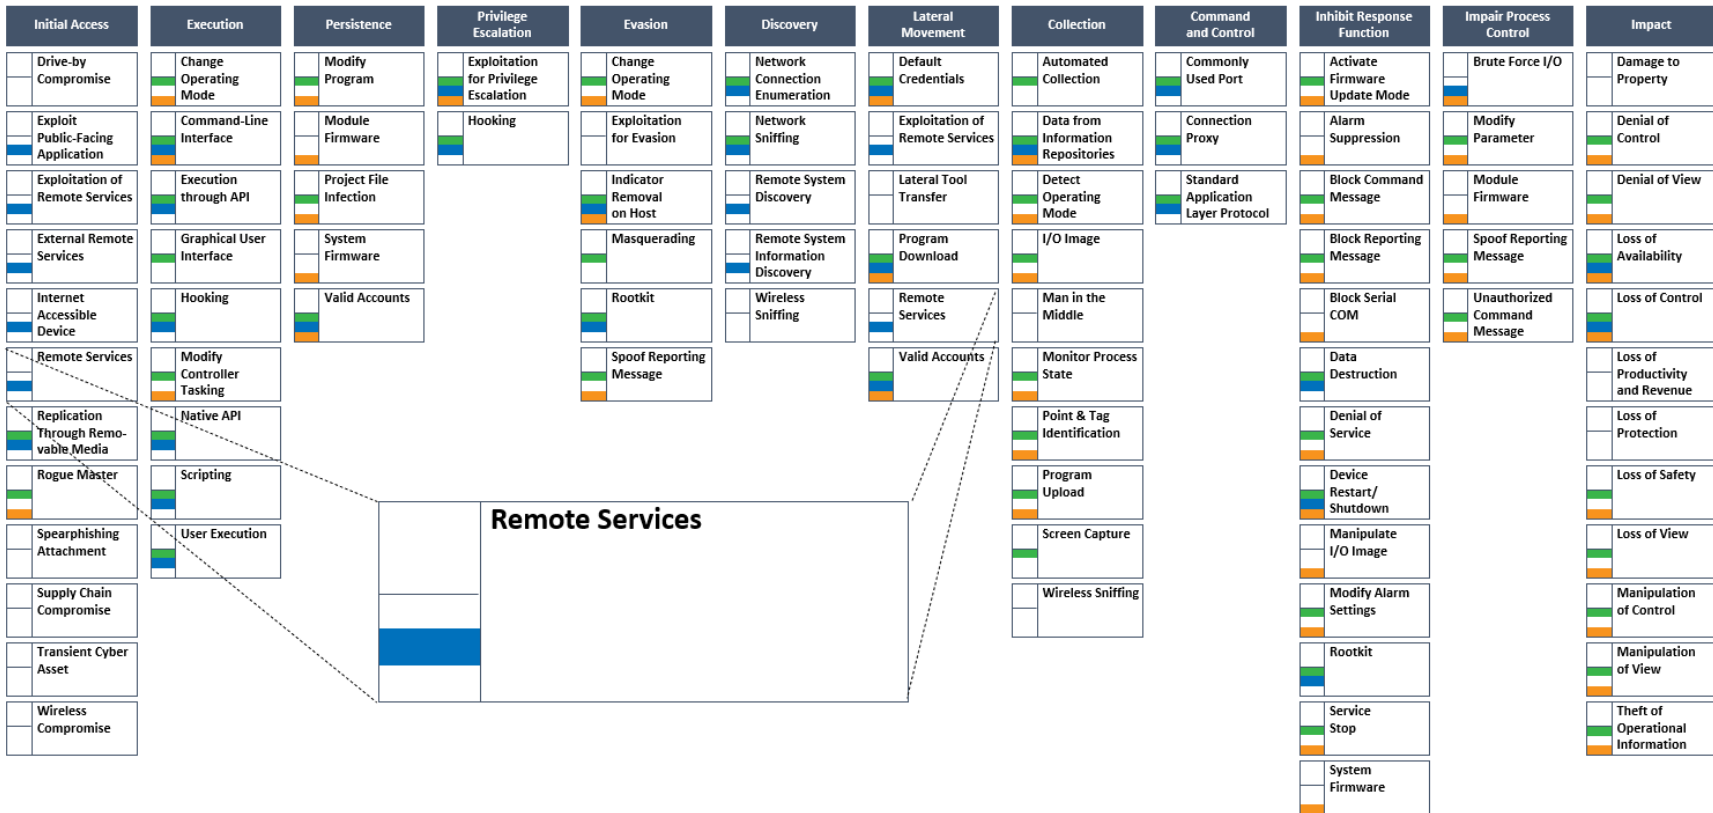 Initial Access
Drive-by
Compromise
Exploit
Public-Facing
Application
Exploitation of
Remote Services
External Remote
Services
Internet
Accessible
Device
Remote Services
Replication
Through Remo-
vable Media
Rogue Master
Spearphishing
Attachment
Supply Chain
Compromise
Transient Cyber
Asset
Wireless
Compromise
Execution
Change
Operating
Mode
Command-Line
Interface
Execution
through API
Graphical User
Interface
Hooking
Modify
Controller
Tasking
Native API
Scripting
User Execution
Persistence
Modify
Program
Module
Firmware
Project File
Infection
System
Firmware
Valid Accounts
Privilege
Escalation
Exploitation
for Privilege
Escalation
Hooking
Evasion
Change
Operating
Mode
Exploitation
for Evasion
Indicator
Removal
on Host
Masquerading
Rootkit
Spoof Reporting
Message
Discovery
Network
Connection
Enumeration
Network
Sniffing
Remote System
Discovery
Remote System
Information
Discovery
Wireless
Sniffing
Lateral
Movement
Default
Credentials
Exploitation of
Remote Services
Lateral Tool
Transfer
Program
Download
Remote
Services
Valid Accounts
Collection
Automated
Collection
Data from
Information
Repositories
Detect
Operating
Mode
I/O Image
Man in the
Middle
Monitor Process
State
Point & Tag
Identification
Program
Upload
Screen Capture
Wireless Sniffing
Command
and Control
Commonly
Used Port
Connection
Proxy
Standard
Application
Layer Protocol
Inhibit Response
Function
Activate
Firmware
Update Mode
Alarm
Suppression
Block Command
Message
Block Reporting
Message
Block Serial
COM
Data
Destruction
Denial of
Service
Device
Restart/
Shutdown
Manipulate
I/O Image
Modify Alarm
Settings
Rootkit
Service
Stop
System
Firmware
Impair Process
Control
Brute Force I/O
Modify
Parameter
Module
Firmware
Spoof Reporting
Message
Unauthorized
Command
Message
Impact
Damage to
Property
Denial of
Control
Denial of View
Loss of
Availability
Loss of Control
Loss of
Productivity
and Revenue
Loss of
Protection
Loss of Safety
Loss of View
Manipulation
of Control
Manipulation
of View
Theft of
Operational
Information
Remote Services